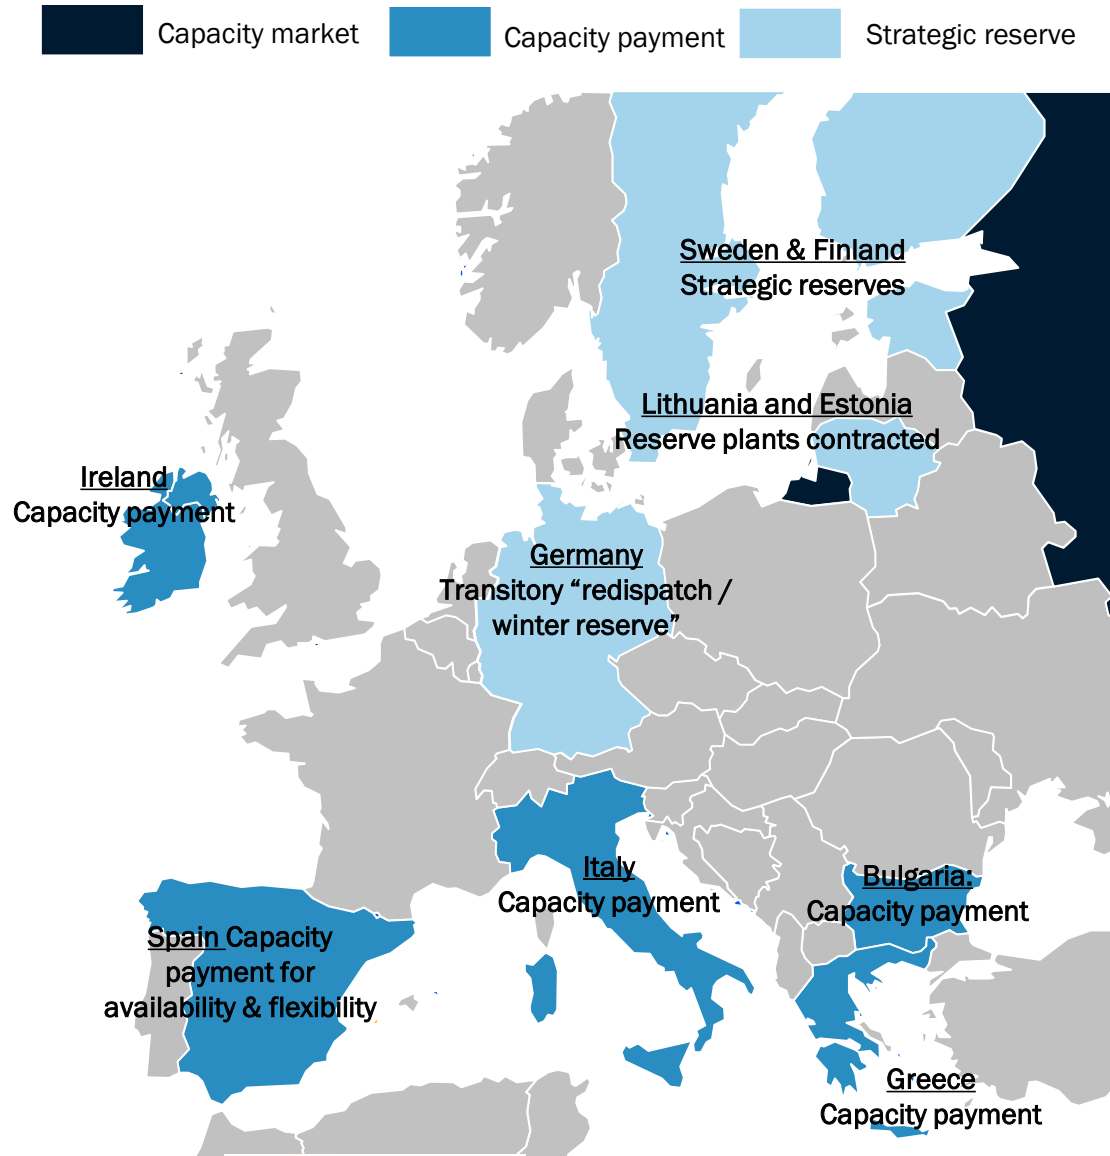 Capacity market
Capacity payment
Strategic reserve
Sweden & Finland
Strategic reserves
Lithuania and Estonia
Reserve plants contracted
Ireland
Capacity payment
Germany
Transitory “redispatch /
winter reserve”
Italy
Capacity payment
Bulgaria:
Capacity payment
Spain Capacity
payment for
availability & flexibility
Greece
Capacity payment